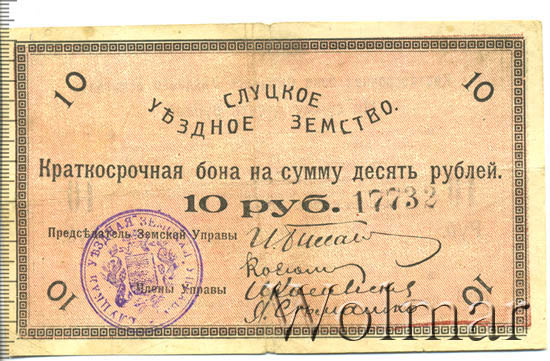 10 10
СЛУЦКОЕ
УѢЗДНОЕ ЗЕМСТВО.
Краткосрочная бона на сумму десять рублей.
10 руб. 17732
Предсѣдатель Земской Управы
Члены Управы
10 10
Wolmar